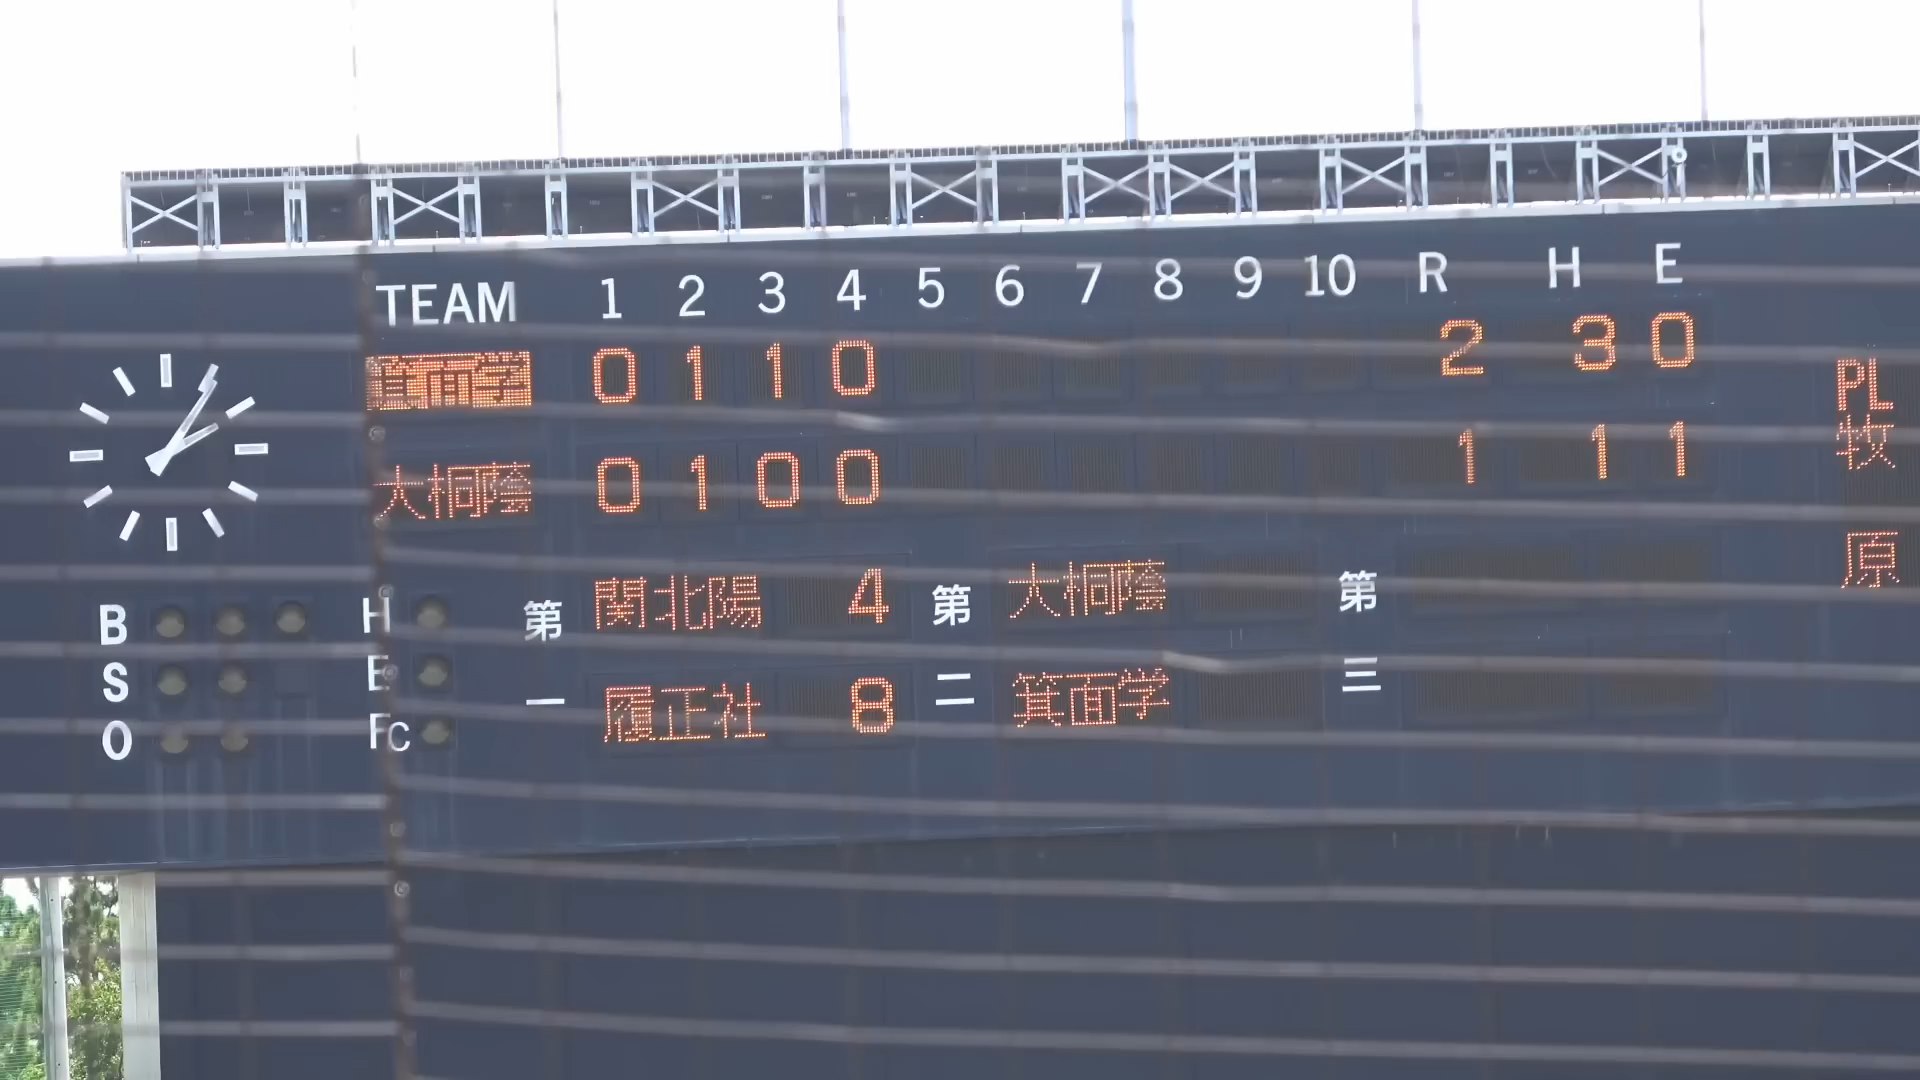 TEAM 1 2 3 4 5 6 7 8 9 10 R H E
箕面学 0 1 1 0 2 3 0
大桐蔭 0 1 0 0 1 1 1
PL
牧
原
B H
S E
O Fc
第一 関北陽 4
履正社 8
第二 大桐蔭
箕面学
第三